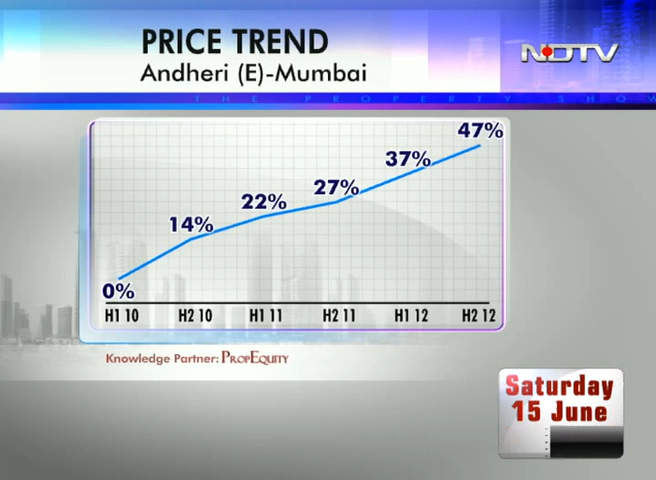 PRICE TREND
Andheri (E)-Mumbai
NDTV
THE PROPERTY SHOW
47%
37%
27%
22%
14%
0%
H1 10 H2 10 H1 11 H2 11 H1 12 H2 12
Knowledge Partner: PROPEQUITY
Saturday
15 June